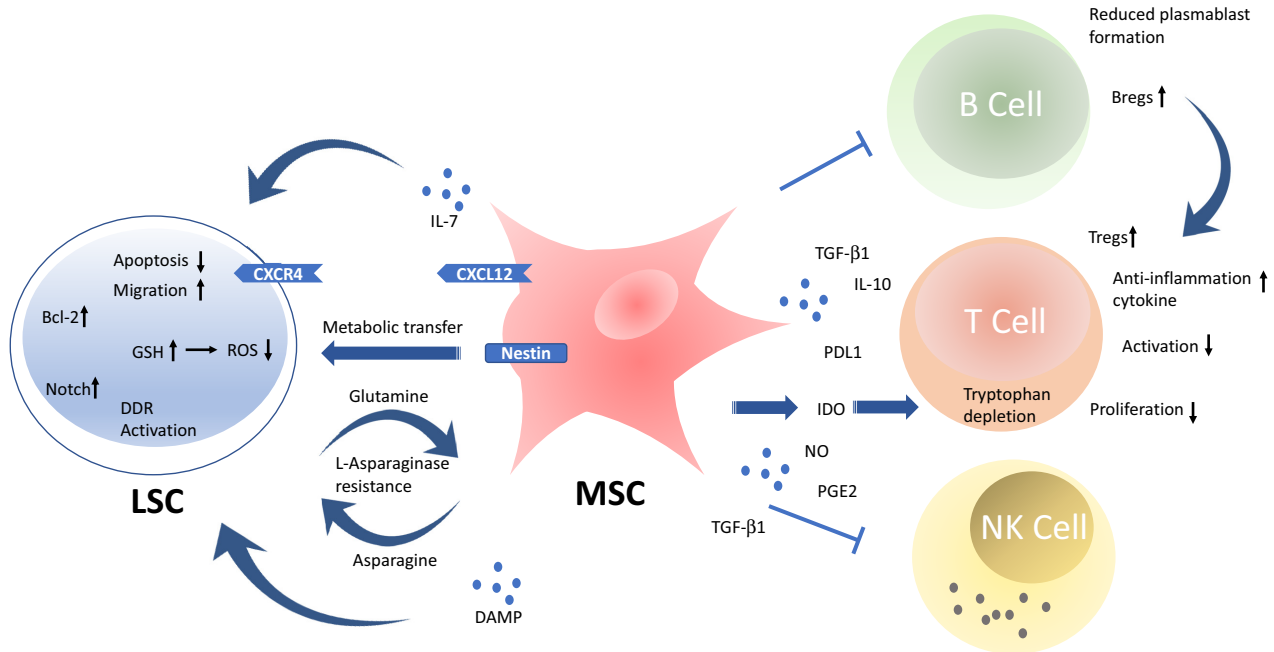 Reduced plasmablast
formation
B Cell
Bregs
IL-7
Apoptosis
CXCR4
CXCL12
Migration
Bcl-2
GSH
ROS
Notch
DDR
Activation
LSC
Metabolic transfer
Nestin
Glutamine
L-Asparaginase
resistance
Asparagine
DAMP
MSC
TGF-β1
IL-10
PDL1
IDO
NO
PGE2
TGF-β1
T Cell
Tryptophan
depletion
Tregs
Anti-inflammation
cytokine
Activation
Proliferation
NK Cell